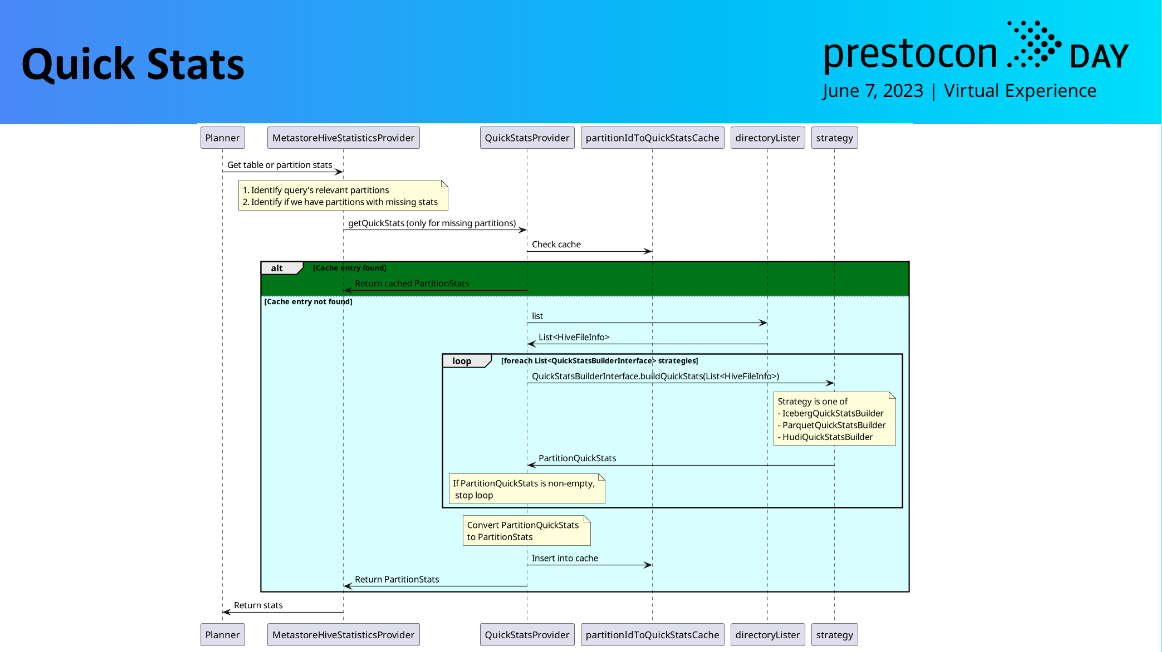 Quick Stats
prestocon DAY
June 7, 2023 | Virtual Experience
Planner
MetastoreHiveStatisticsProvider
QuickStatsProvider
partitionIdToQuickStatsCache
directoryLister
strategy
Get table or partition stats
1. Identify query's relevant partitions
2. Identify if we have partitions with missing stats
getQuickStats (only for missing partitions)
Check cache
alt
[Cache entry found]
Return cached PartitionStats
[Cache entry not found]
list
List<HiveFileInfo>
loop
[foreach List<QuickStatsBuilderInterface> strategies]
QuickStatsBuilderInterface.buildQuickStats(List<HiveFileInfo>)
Strategy is one of
- IcebergQuickStatsBuilder
- ParquetQuickStatsBuilder
- HudiQuickStatsBuilder
PartitionQuickStats
If PartitionQuickStats is non-empty,
stop loop
Convert PartitionQuickStats
to PartitionStats
Insert into cache
Return PartitionStats
Return stats
Planner
MetastoreHiveStatisticsProvider
QuickStatsProvider
partitionIdToQuickStatsCache
directoryLister
strategy